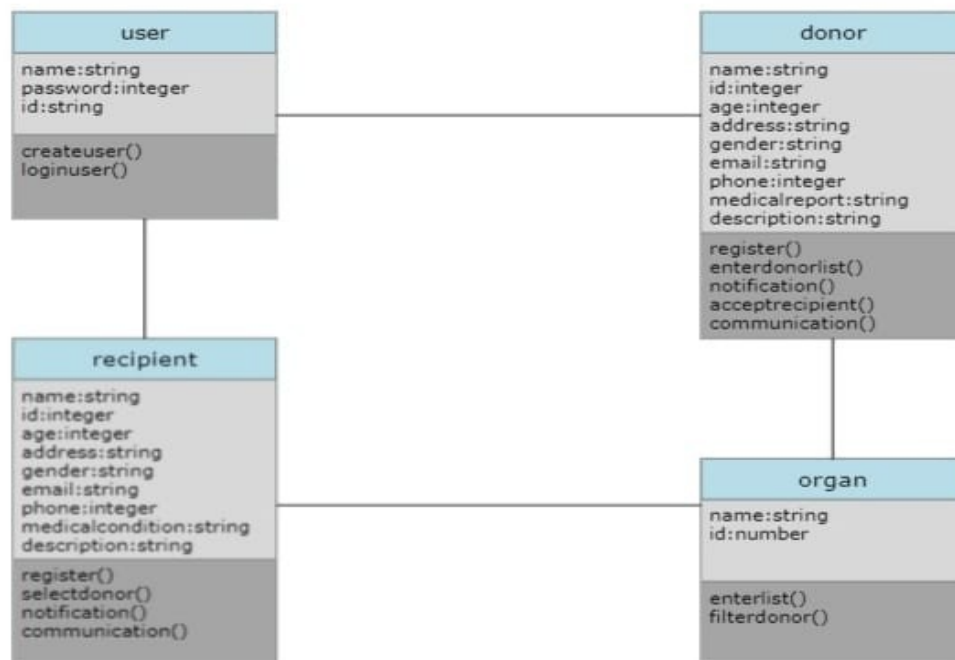 user
name:string
password:integer
id:string
createuser()
loginuser()
donor
name:string
id:integer
age:integer
address:string
gender:string
email:string
phone:integer
medicalreport:string
description:string
register()
enterdonorlist()
notification()
acceptrecipient()
communication()
recipient
name:string
id:integer
age:integer
address:string
gender:string
email:string
phone:integer
medicalcondition:string
description:string
register()
selectdonor()
notification()
communication()
organ
name:string
id:number
enterlist()
filterdonor()